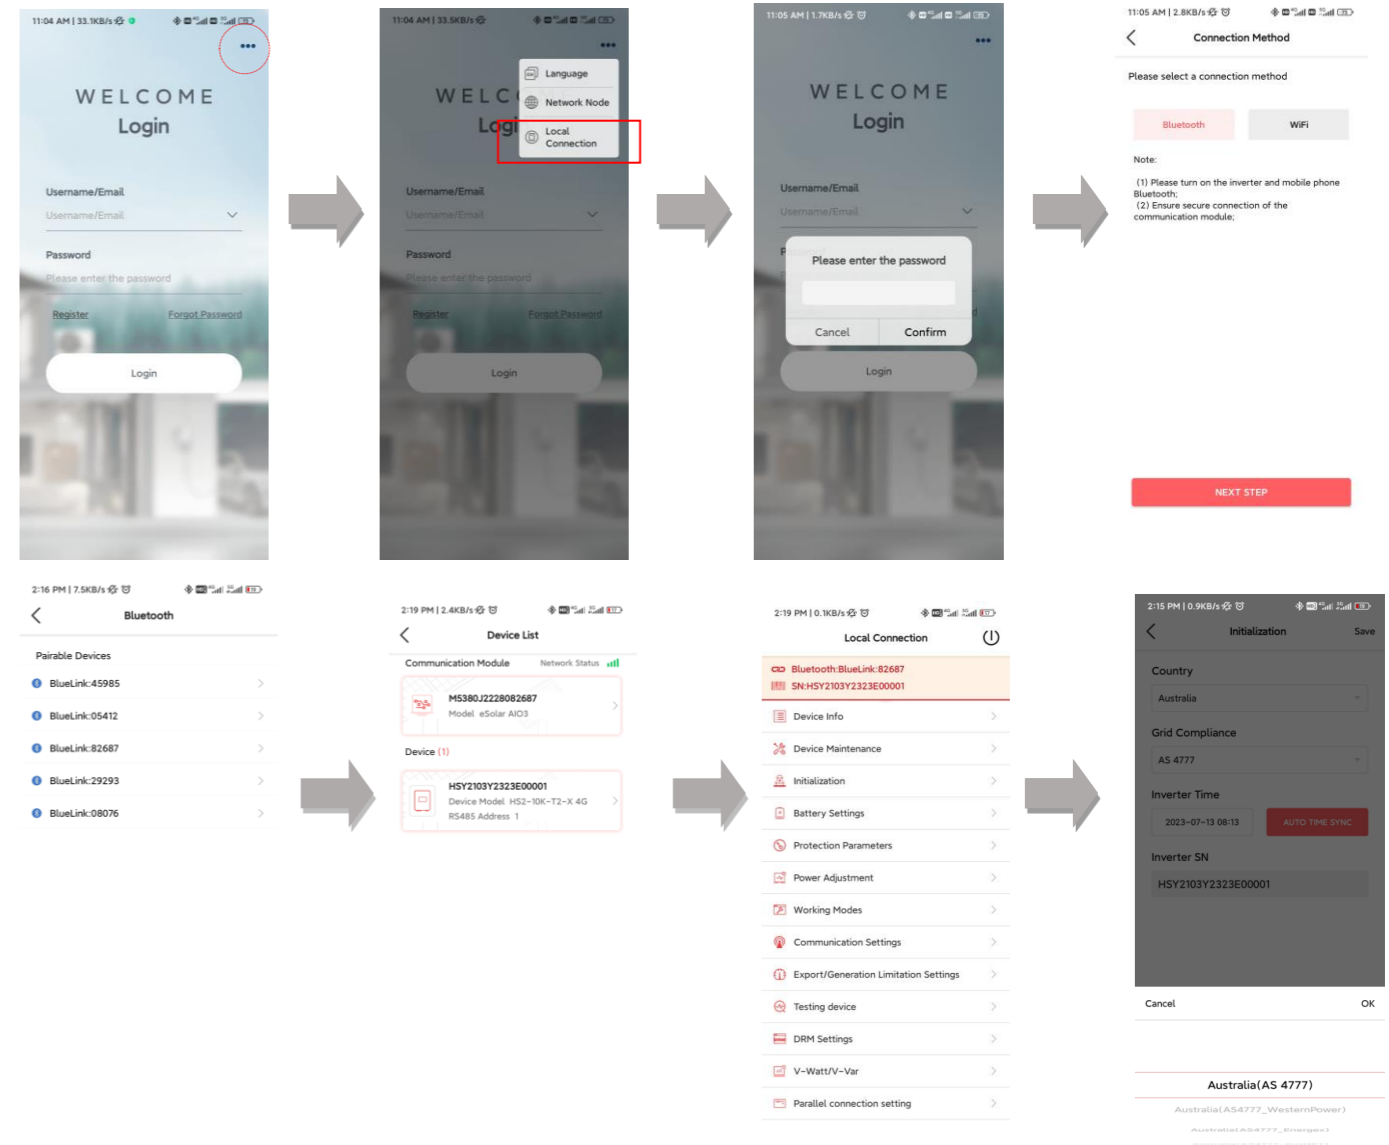 11:04 AM | 33.1KB/s
WELCOME
Login
Username/Email
Username/Email
Password
Please enter the password
Register Forgot Password
Login
11:04 AM | 33.5KB/s
Language
WELC
Network Node
Logi
Local
Connection
Username/Email
Username/Email
Password
Please enter the password
Register Forgot Password
Login
11:05 AM | 1.7KB/s
WELCOME
Login
Username/Email
Username/Email
Please enter the password
Cancel Confirm
Login
11:05 AM | 2.8KB/s
Connection Method
Please select a connection method
Bluetooth WiFi
Note:
(1) Please turn on the inverter and mobile phone
Bluetooth;
(2) Ensure secure connection of the
communication module;
NEXT STEP
2:16 PM | 7.5KB/s
Bluetooth
Pairable Devices
BlueLink:45985
BlueLink:05412
BlueLink:82687
BlueLink:29293
BlueLink:08076
2:19 PM | 2.4KB/s
Device List
Communication Module Network Status
M5380J2228082687
Model eSolar AIO3
Device (1)
HSY2103Y2323E00001
Device Model HS2-10K-T2-X 4G
RS485 Address 1
2:19 PM | 0.1KB/s
Local Connection
Bluetooth:BlueLink:82687
SN:HSY2103Y2323E00001
Device Info
Device Maintenance
Initialization
Battery Settings
Protection Parameters
Power Adjustment
Working Modes
Communication Settings
Export/Generation Limitation Settings
Testing device
DRM Settings
V-Watt/V-Var
Parallel connection setting
2:15 PM | 0.9KB/s
Initialization Save
Country
Australia
Grid Compliance
AS 4777
Inverter Time
2023-07-13 08:13 AUTO TIME SYNC
Inverter SN
HSY2103Y2323E00001
Cancel OK
Australia(AS 4777)
Australia(AS4777_WesternPower)
Australia(AS4777_Energex)